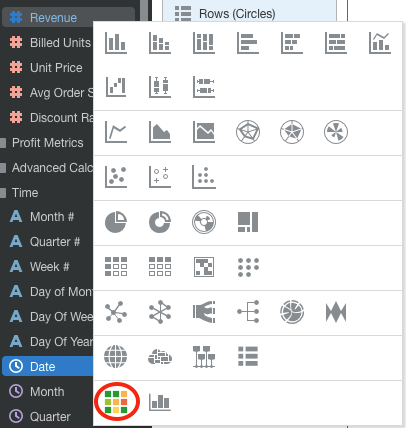 Revenue
Rows (Circles)
Billed Units
Unit Price
Avg Order S
Discount Ra
Profit Metrics
Advanced Calc
Time
Month #
Quarter #
Week #
Day of Mon
Day Of Wee
Day Of Year
Date
Month
Quarter